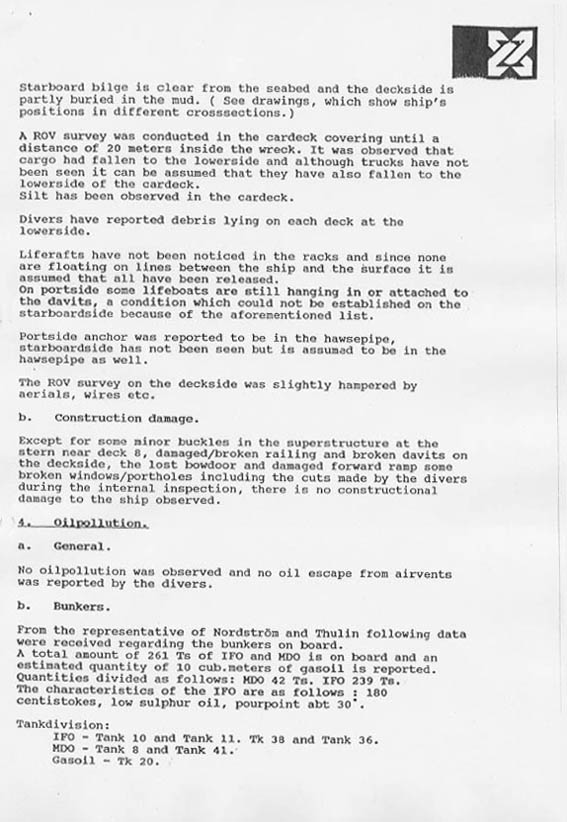 Starboard bilge is clear from the seabed and the deckside is
partly buried in the mud. ( See drawings, which show ship's
positions in different crosssections.)
A ROV survey was conducted in the cardeck covering until a
distance of 20 meters inside the wreck. It was observed that
cargo had fallen to the lowerside and although trucks have not
been seen it can be assumed that they have also fallen to the
lowerside of the cardeck.
Silt has been observed in the cardeck.
Divers have reported debris lying on each deck at the
lowerside.
Liferafts have not been noticed in the racks and since none
are floating on lines between the ship and the surface it is
assumed that all have been released.
On portside some lifeboats are still hanging in or attached to
the davits, a condition which could not be established on the
starboardside because of the aforementioned list.
Portside anchor was reported to be in the hawsepipe,
starboardside has not been seen but is assumed to be in the
hawsepipe as well.
The ROV survey on the deckside was slightly hampered by
aerials, wires etc.
b. Construction damage.
Except for some minor buckles in the superstructure at the
stern near deck 8, damaged/broken railing and broken davits on
the deckside, the lost bowdoor and damaged forward ramp some
broken windows/portholes including the cuts made by the divers
during the internal inspection, there is no constructional
damage to the ship observed.
4. Oilpollution.
a. General.
No oilpollution was observed and no oil escape from airvents
was reported by the divers.
b. Bunkers.
From the representative of Nordström and Thulin following data
were received regarding the bunkers on board.
A total amount of 261 Ts of IFO and MDO is on board and an
estimated quantity of 10 cub.meters of gasoil is reported.
Quantities divided as follows: MDO 42 Ts. IFO 239 Ts.
The characteristics of the IFO are as follows : 180
centistokes, low sulphur oil, pourpoint abt 30°.
Tankdivision:
IFO - Tank 10 and Tank 11. Tk 38 and Tank 36.
MDO - Tank 8 and Tank 41.
Gasoil - Tk 20.